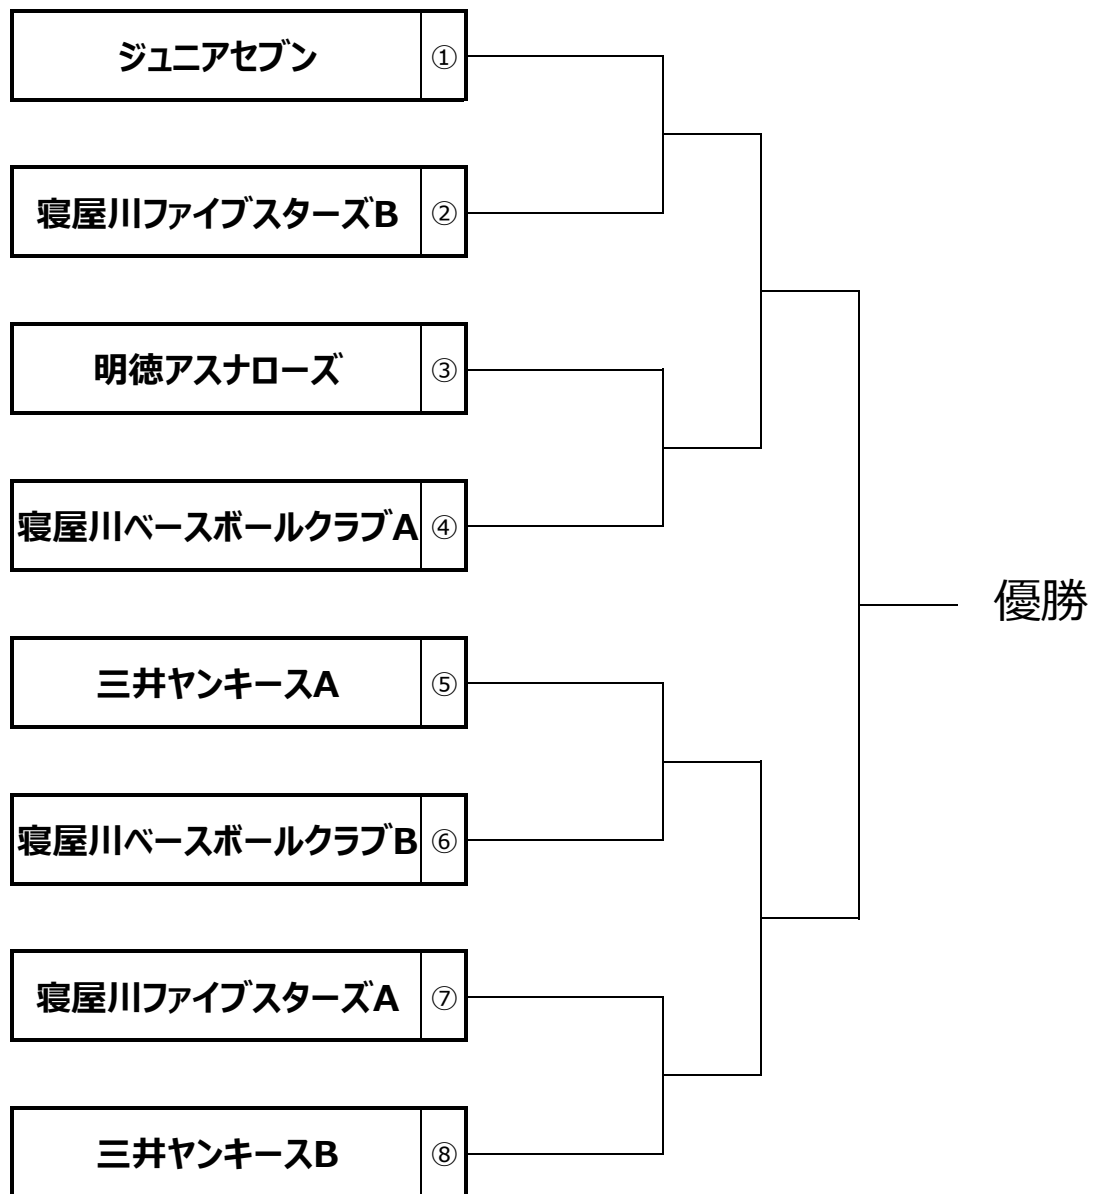 ジュニアセブン ①
寝屋川ファイブスターズB ②
明徳アスナローズ ③
寝屋川ベースボールクラブA ④
優勝
三井ヤンキースA ⑤
寝屋川ベースボールクラブB ⑥
寝屋川ファイブスターズA ⑦
三井ヤンキースB ⑧